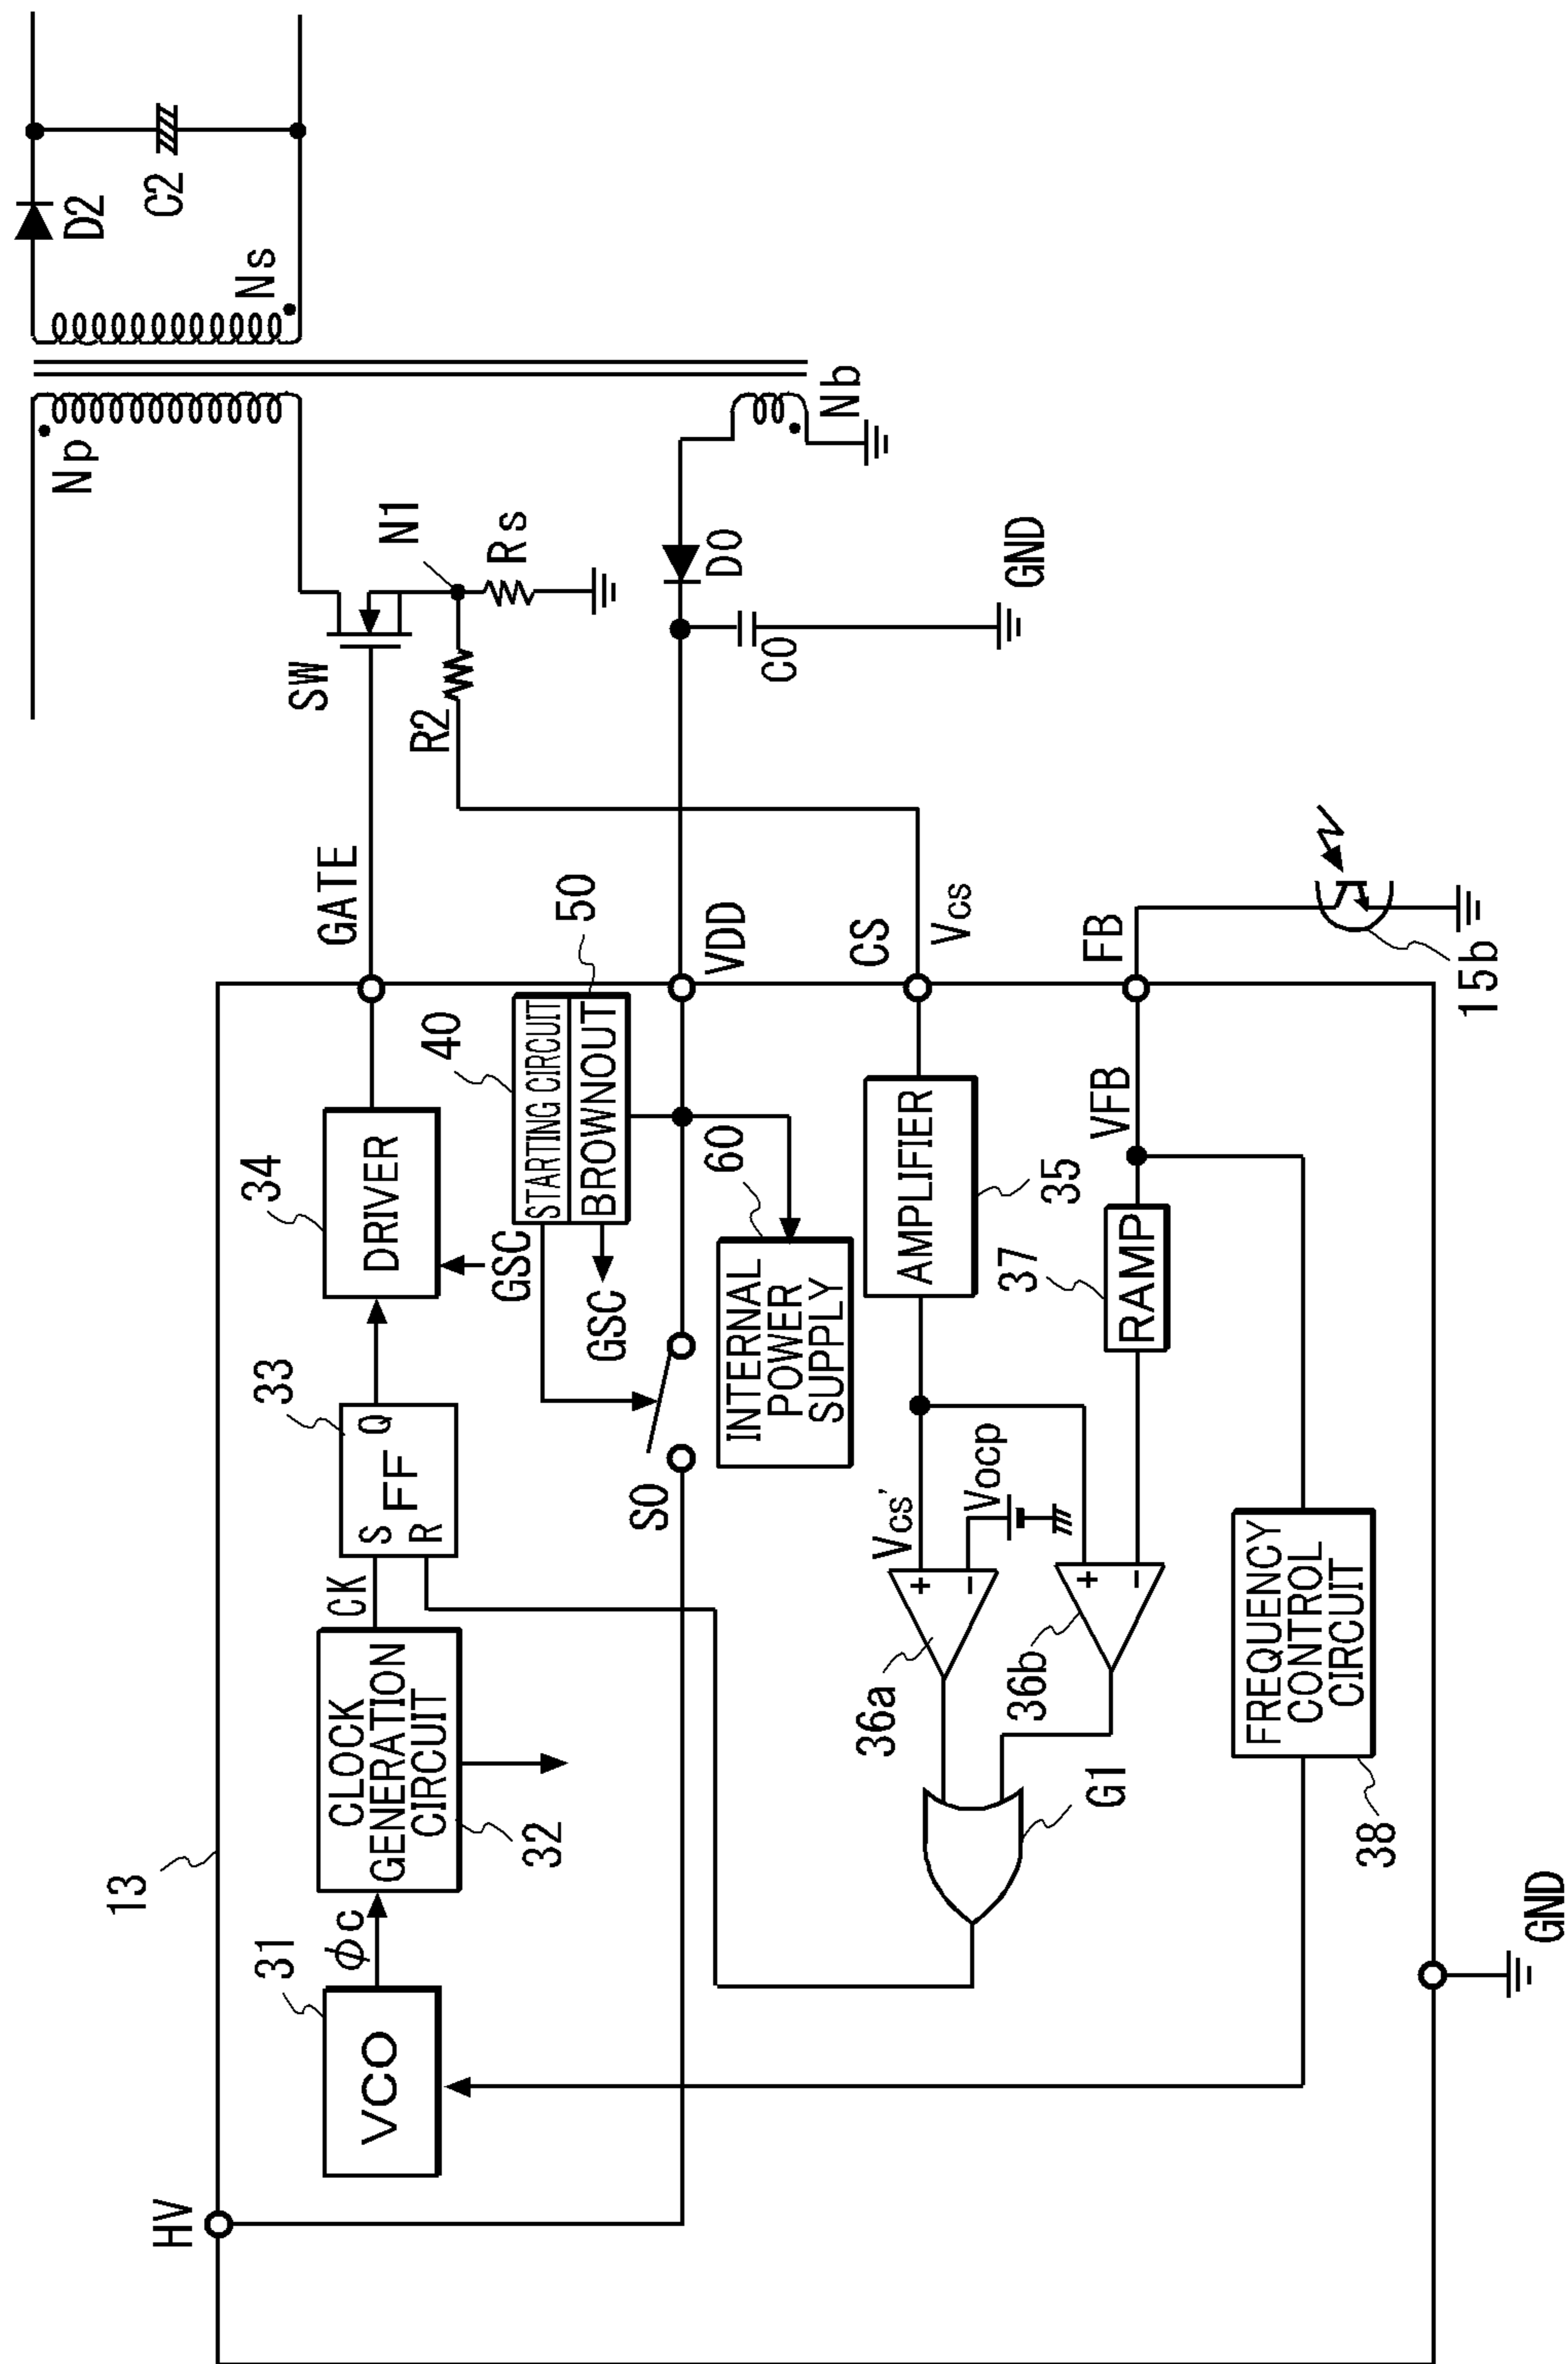 HV
13
31
VCO
ϕc
CLOCK
GENERATION
CIRCUIT
32
CK
33
S
Q
FF
R
34
DRIVER
GSC
GATE
40
STARTING CIRCUIT
BROWNOUT
50
GSC
S0
60
INTERNAL
POWER
SUPPLY
VDD
AMPLIFIER
35
CS
Vcs
Vcs'
Vocp
+
-
36a
+
-
36b
G1
37
RAMP
VFB
FB
15b
FREQUENCY
CONTROL
CIRCUIT
38
GND
Np
Ns
D2
C2
SW
N1
Rs
R2
D0
C0
Nb
GND